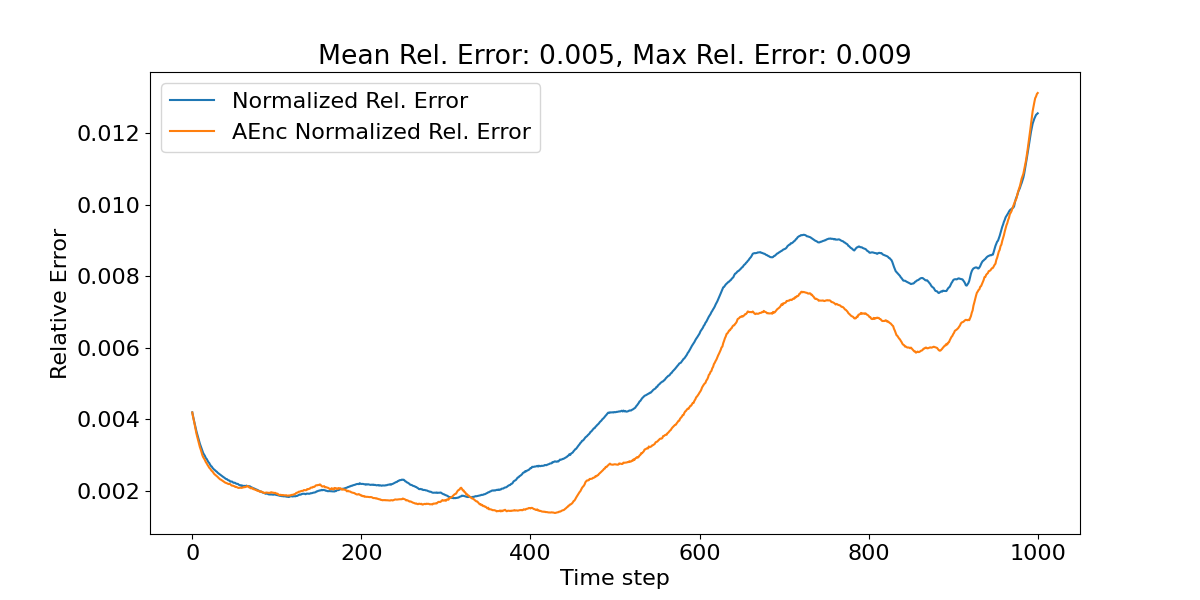 Mean Rel. Error: 0.005, Max Rel. Error: 0.009
Normalized Rel. Error
AEnc Normalized Rel. Error
0.012
0.010
0.008
0.006
0.004
0.002
Relative Error
0 200 400 600 800 1000
Time step